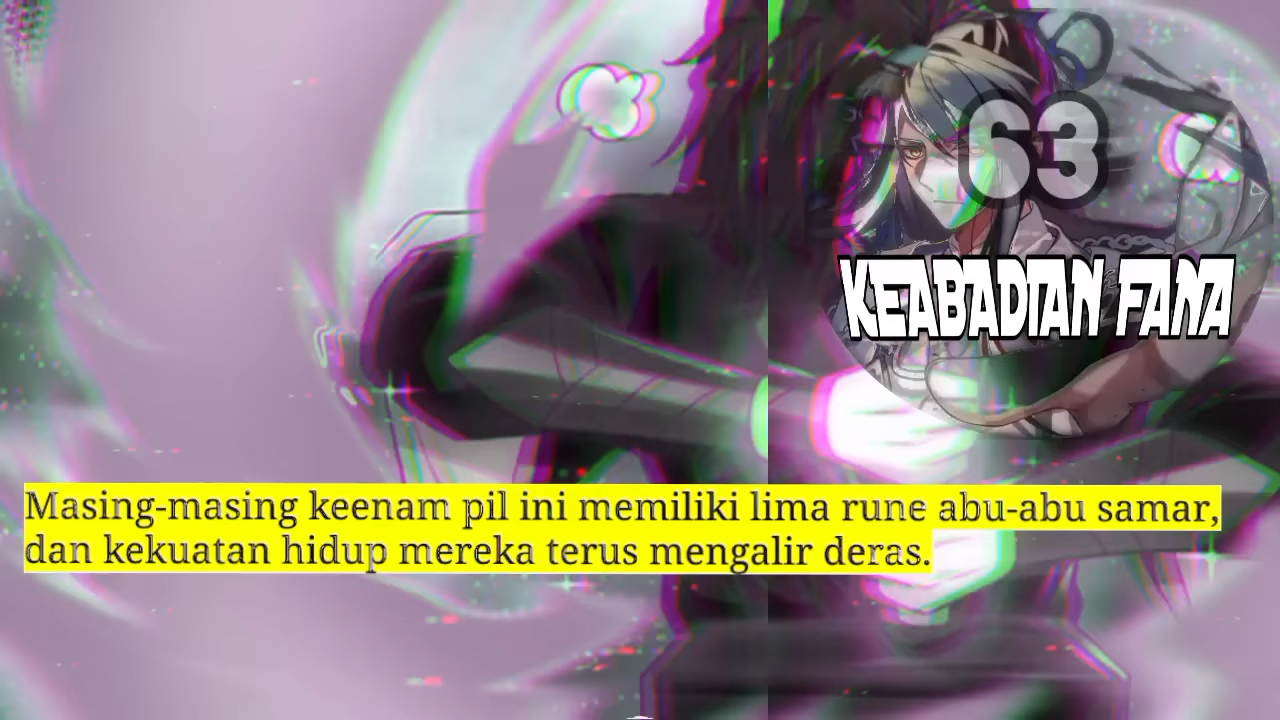 63
KEABADIAN FANA
Masing-masing keenam pil ini memiliki lima rune abu-abu samar,
dan kekuatan hidup mereka terus mengalir deras.